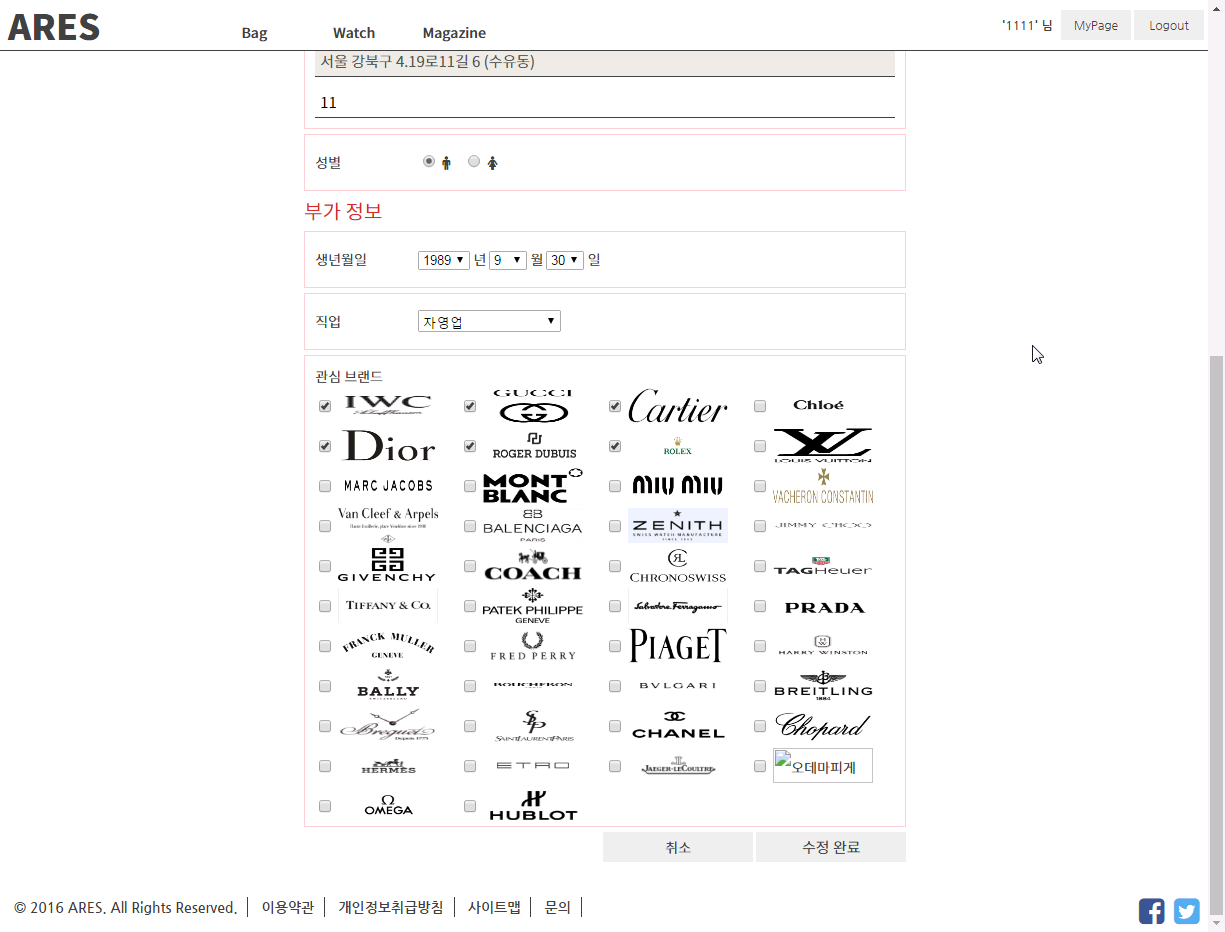 ARES Bag Watch Magazine '1111' 님 MyPage Logout
서울 강북구 4.19로11길 6 (수유동)
11
성별
부가 정보
생년월일 1989 년 9 월 30 일
직업 자영업
관심 브랜드
IWC GUCCI Cartier Chloé
Dior ROGER DUBUIS ROLEX LOUIS VUITTON
MARC JACOBS MONT BLANC MIU MIU VACHERON CONSTANTIN
Van Cleef & Arpels BALENCIAGA PARIS ZENITH SWISS WATCH MANUFACTURE JIMMY CHOO
GIVENCHY COACH CHRONOSWISS TAGHeuer
TIFFANY & CO. PATEK PHILIPPE GENEVE Salvatore Ferragamo PRADA
FRANCK MULLER GENEVE FRED PERRY PIAGET HARRY WINSTON
BALLY BOUCHERON BVLGARI BREITLING 1884
Breguet Depuis 1775 SAINT LAURENT PARIS CHANEL Chopard
HERMES ETRO JAEGER-LECOULTRE 오데마피게
OMEGA HUBLOT
취소 수정 완료
© 2016 ARES. All Rights Reserved. 이용약관 개인정보취급방침 사이트맵 문의